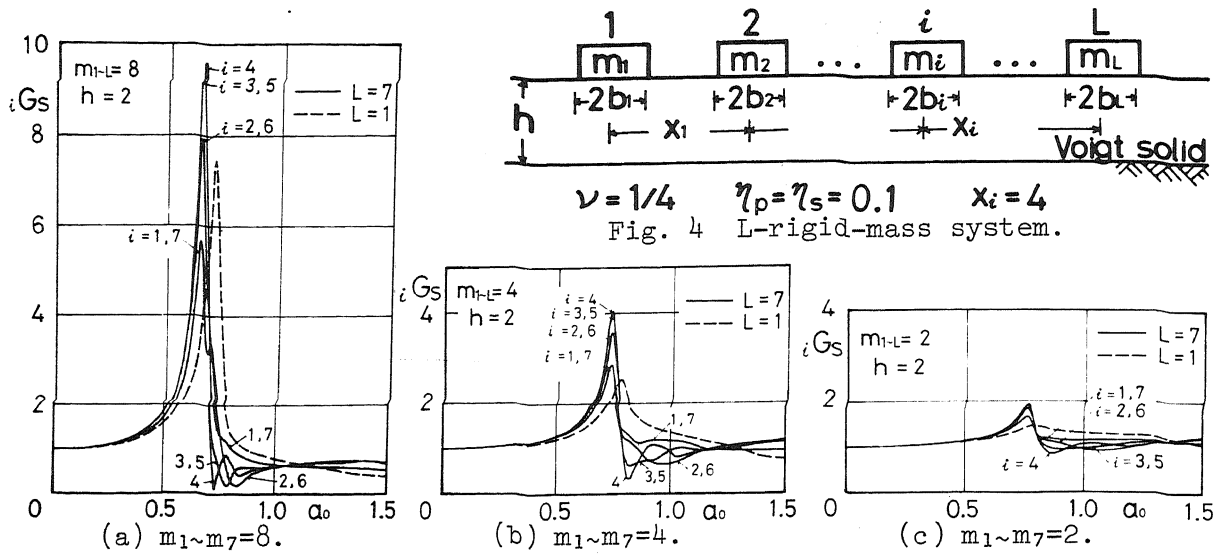 10
m₁~L=8
h = 2
i=4
i=3,5
L=7
L=1
iGs
8
i=2,6
6
i=1,7
4
2
1,7
3,5
4
2,6
0
0.5
1.0
a₀
1.5
(a) m₁~m₇=8.
1
2
i
L
m₁
m₂
...
mᵢ
...
mL
2b₁
2b₂
2bᵢ
2bL
h
x₁
xᵢ
Voigt solid
ν = 1/4 ηp=ηs=0.1 xᵢ=4
Fig. 4 L-rigid-mass system.
iGs
m₁~L=4
h = 2
i=4
i=3,5
i=2,6
i=1,7
L=7
L=1
4
2
1,7
4
3,5
2,6
0
0.5
1.0
a₀
1.5
(b) m₁~m₇=4.
4
iGs
m₁~L=2
h = 2
L=7
L=1
2
i=1,7
i=2,6
i=4
i=3,5
0
0.5
1.0
a₀
1.5
(c) m₁~m₇=2.